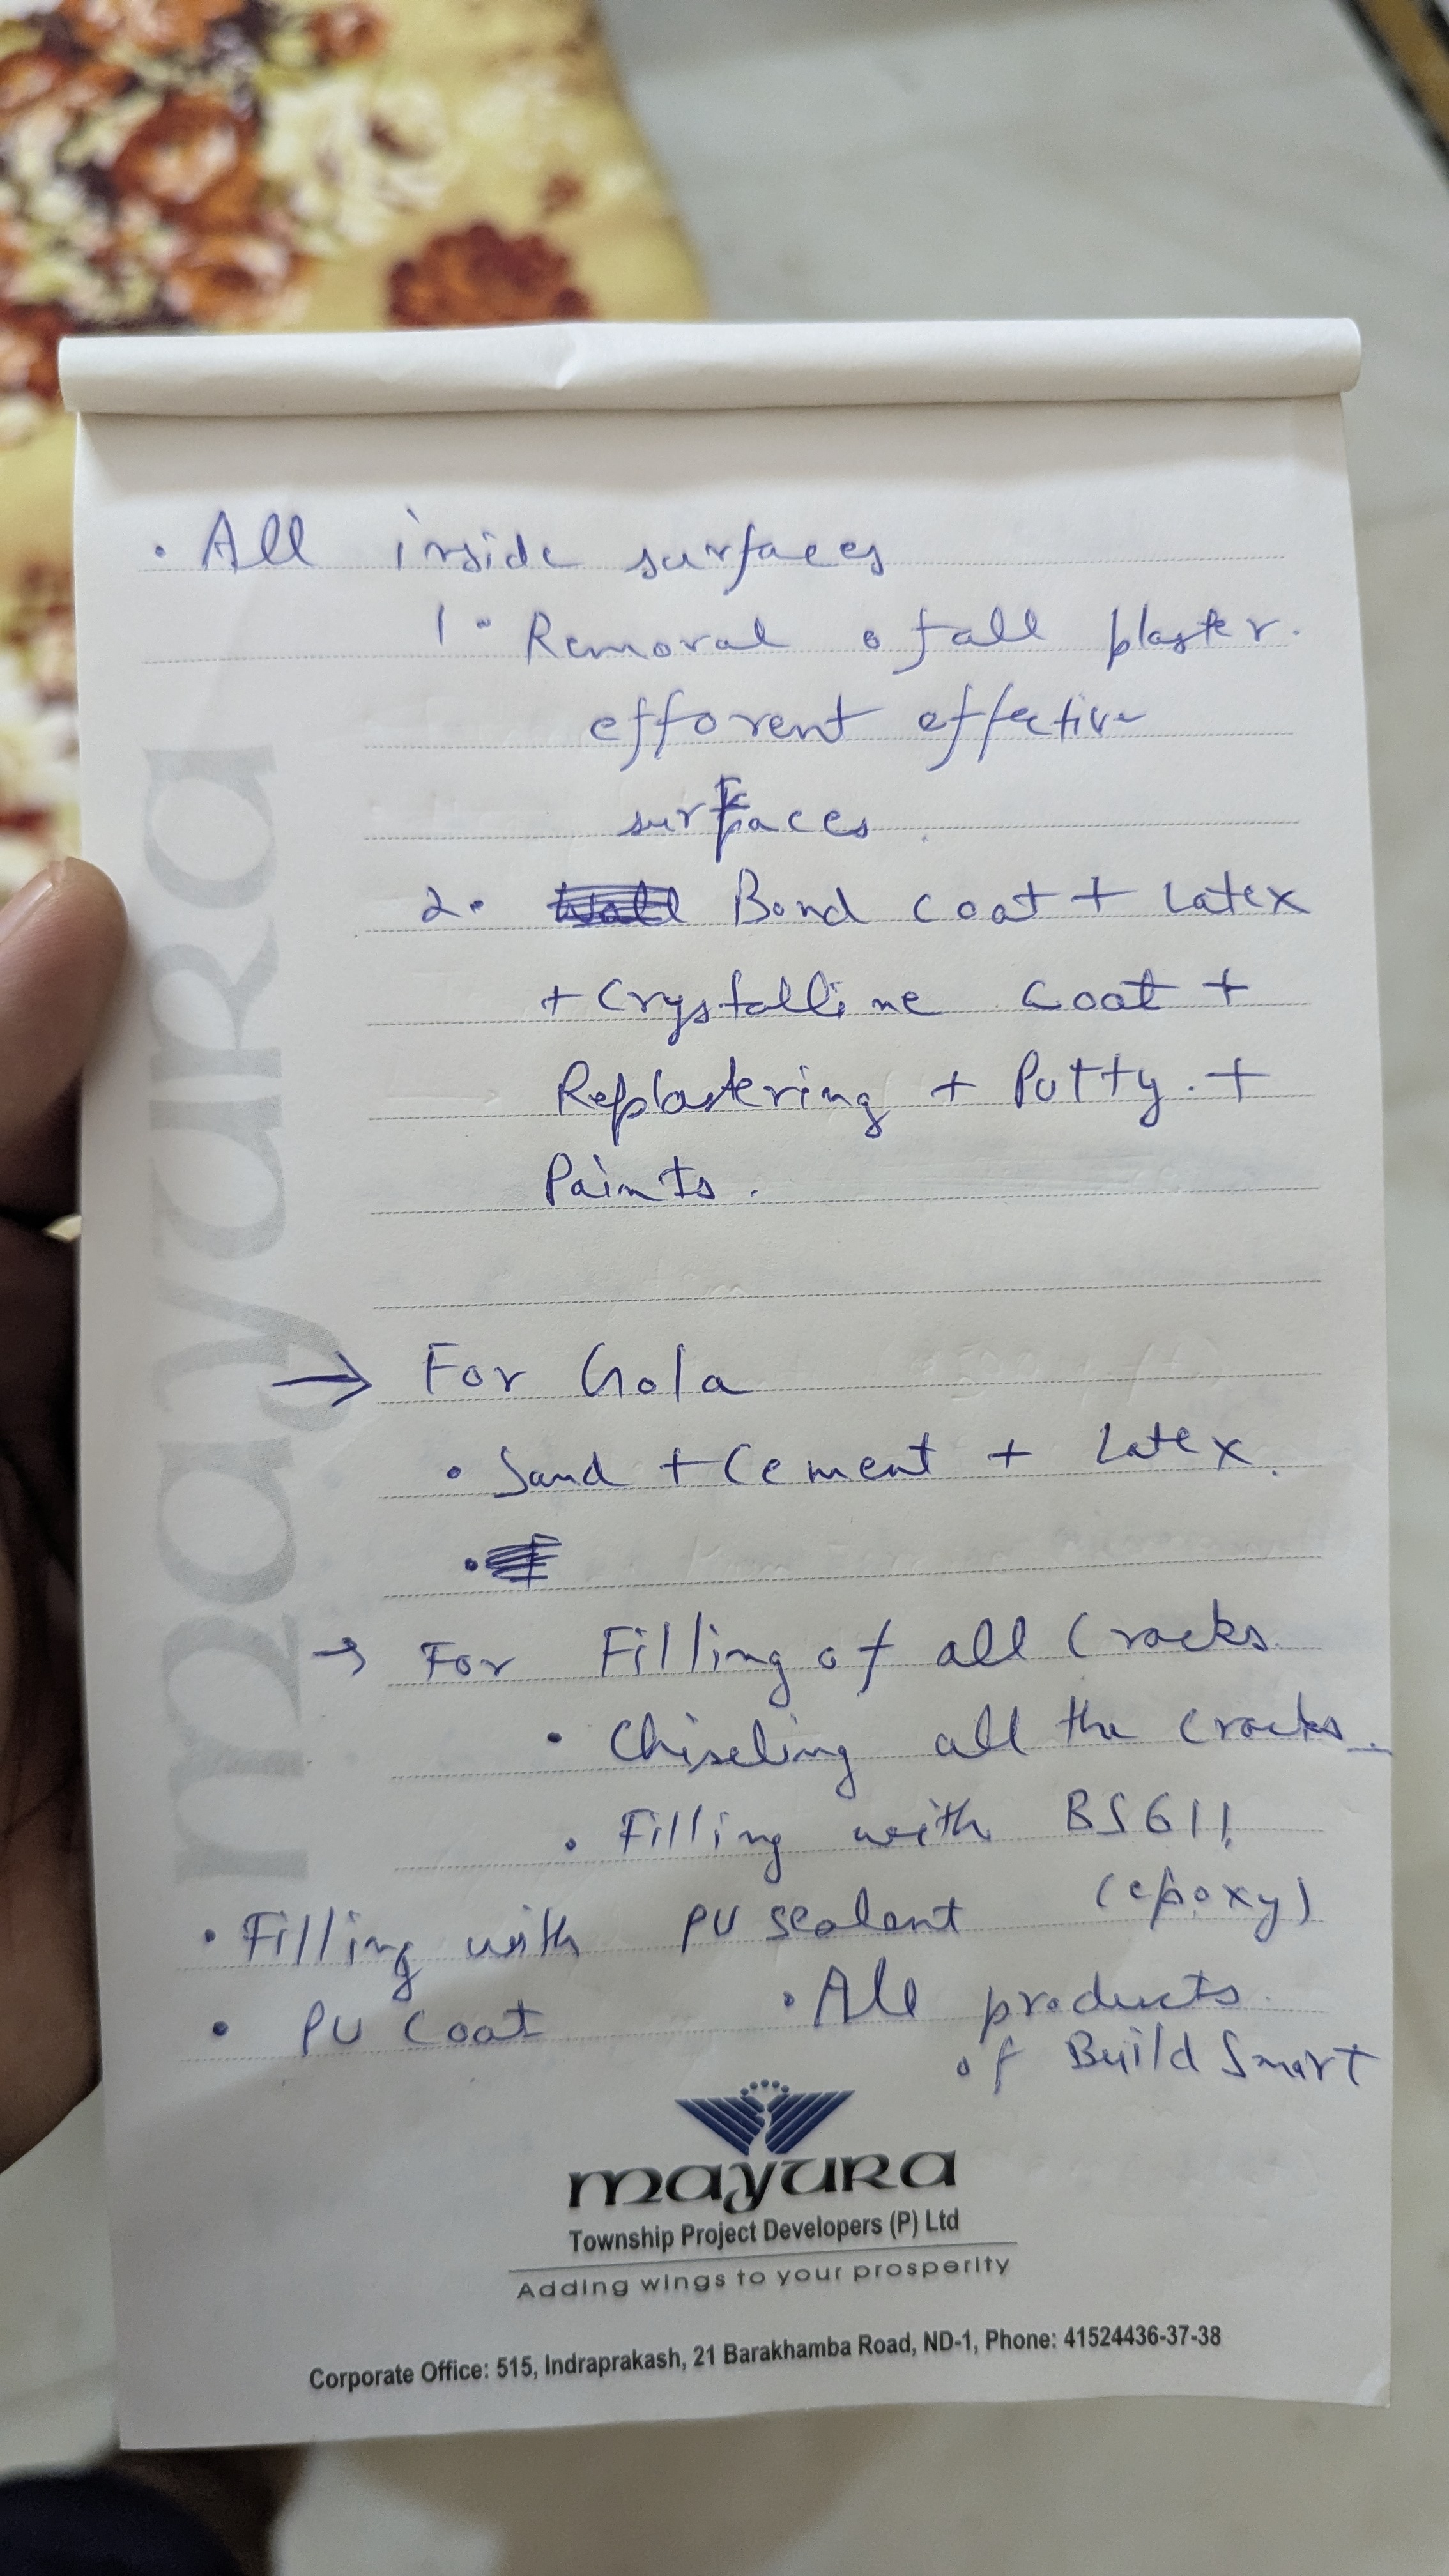 • All inside surfaces
1. Removal of all plaster.
efforent effective
surfaces.
2. Bond coat + Latex
+ Crystalline Coat +
Replastering + Putty. +
Paints.
→ For Gola
• Sand + Cement + Latex.
•
→ For Filling of all Cracks
• Chiseling all the cracks.
• Filling with BS611
(epoxy)
• Filling with PU sealant
• PU Coat
• All products
of Build Smart
mayura
mayura
Township Project Developers (P) Ltd
Adding wings to your prosperity
Corporate Office: 515, Indraprakash, 21 Barakhamba Road, ND-1, Phone: 41524436-37-38